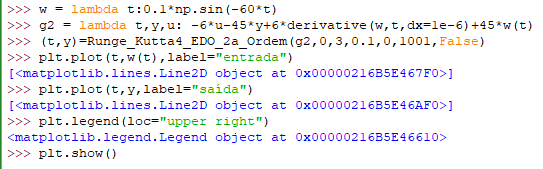 >>> w = lambda t:0.1*np.sin(-60*t)
>>> g2 = lambda t,y,u: -6*u-45*y+6*derivative(w,t,dx=1e-6)+45*w(t)
>>> (t,y)=Runge_Kutta4_EDO_2a_Ordem(g2,0,3,0.1,0,1001,False)
>>> plt.plot(t,w(t),label="entrada")
[<matplotlib.lines.Line2D object at 0x00000216B5E467F0>]
>>> plt.plot(t,y,label="saída")
[<matplotlib.lines.Line2D object at 0x00000216B5E46AF0>]
>>> plt.legend(loc="upper right")
<matplotlib.legend.Legend object at 0x00000216B5E46610>
>>> plt.show()